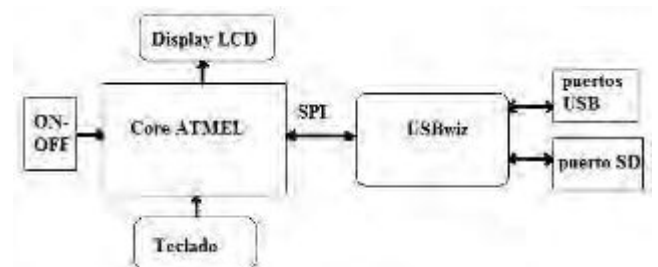 Display LCD
ON-
OFF
Core ATMEL
SPI
USBwiz
puertos
USB
puerto SD
Teclado